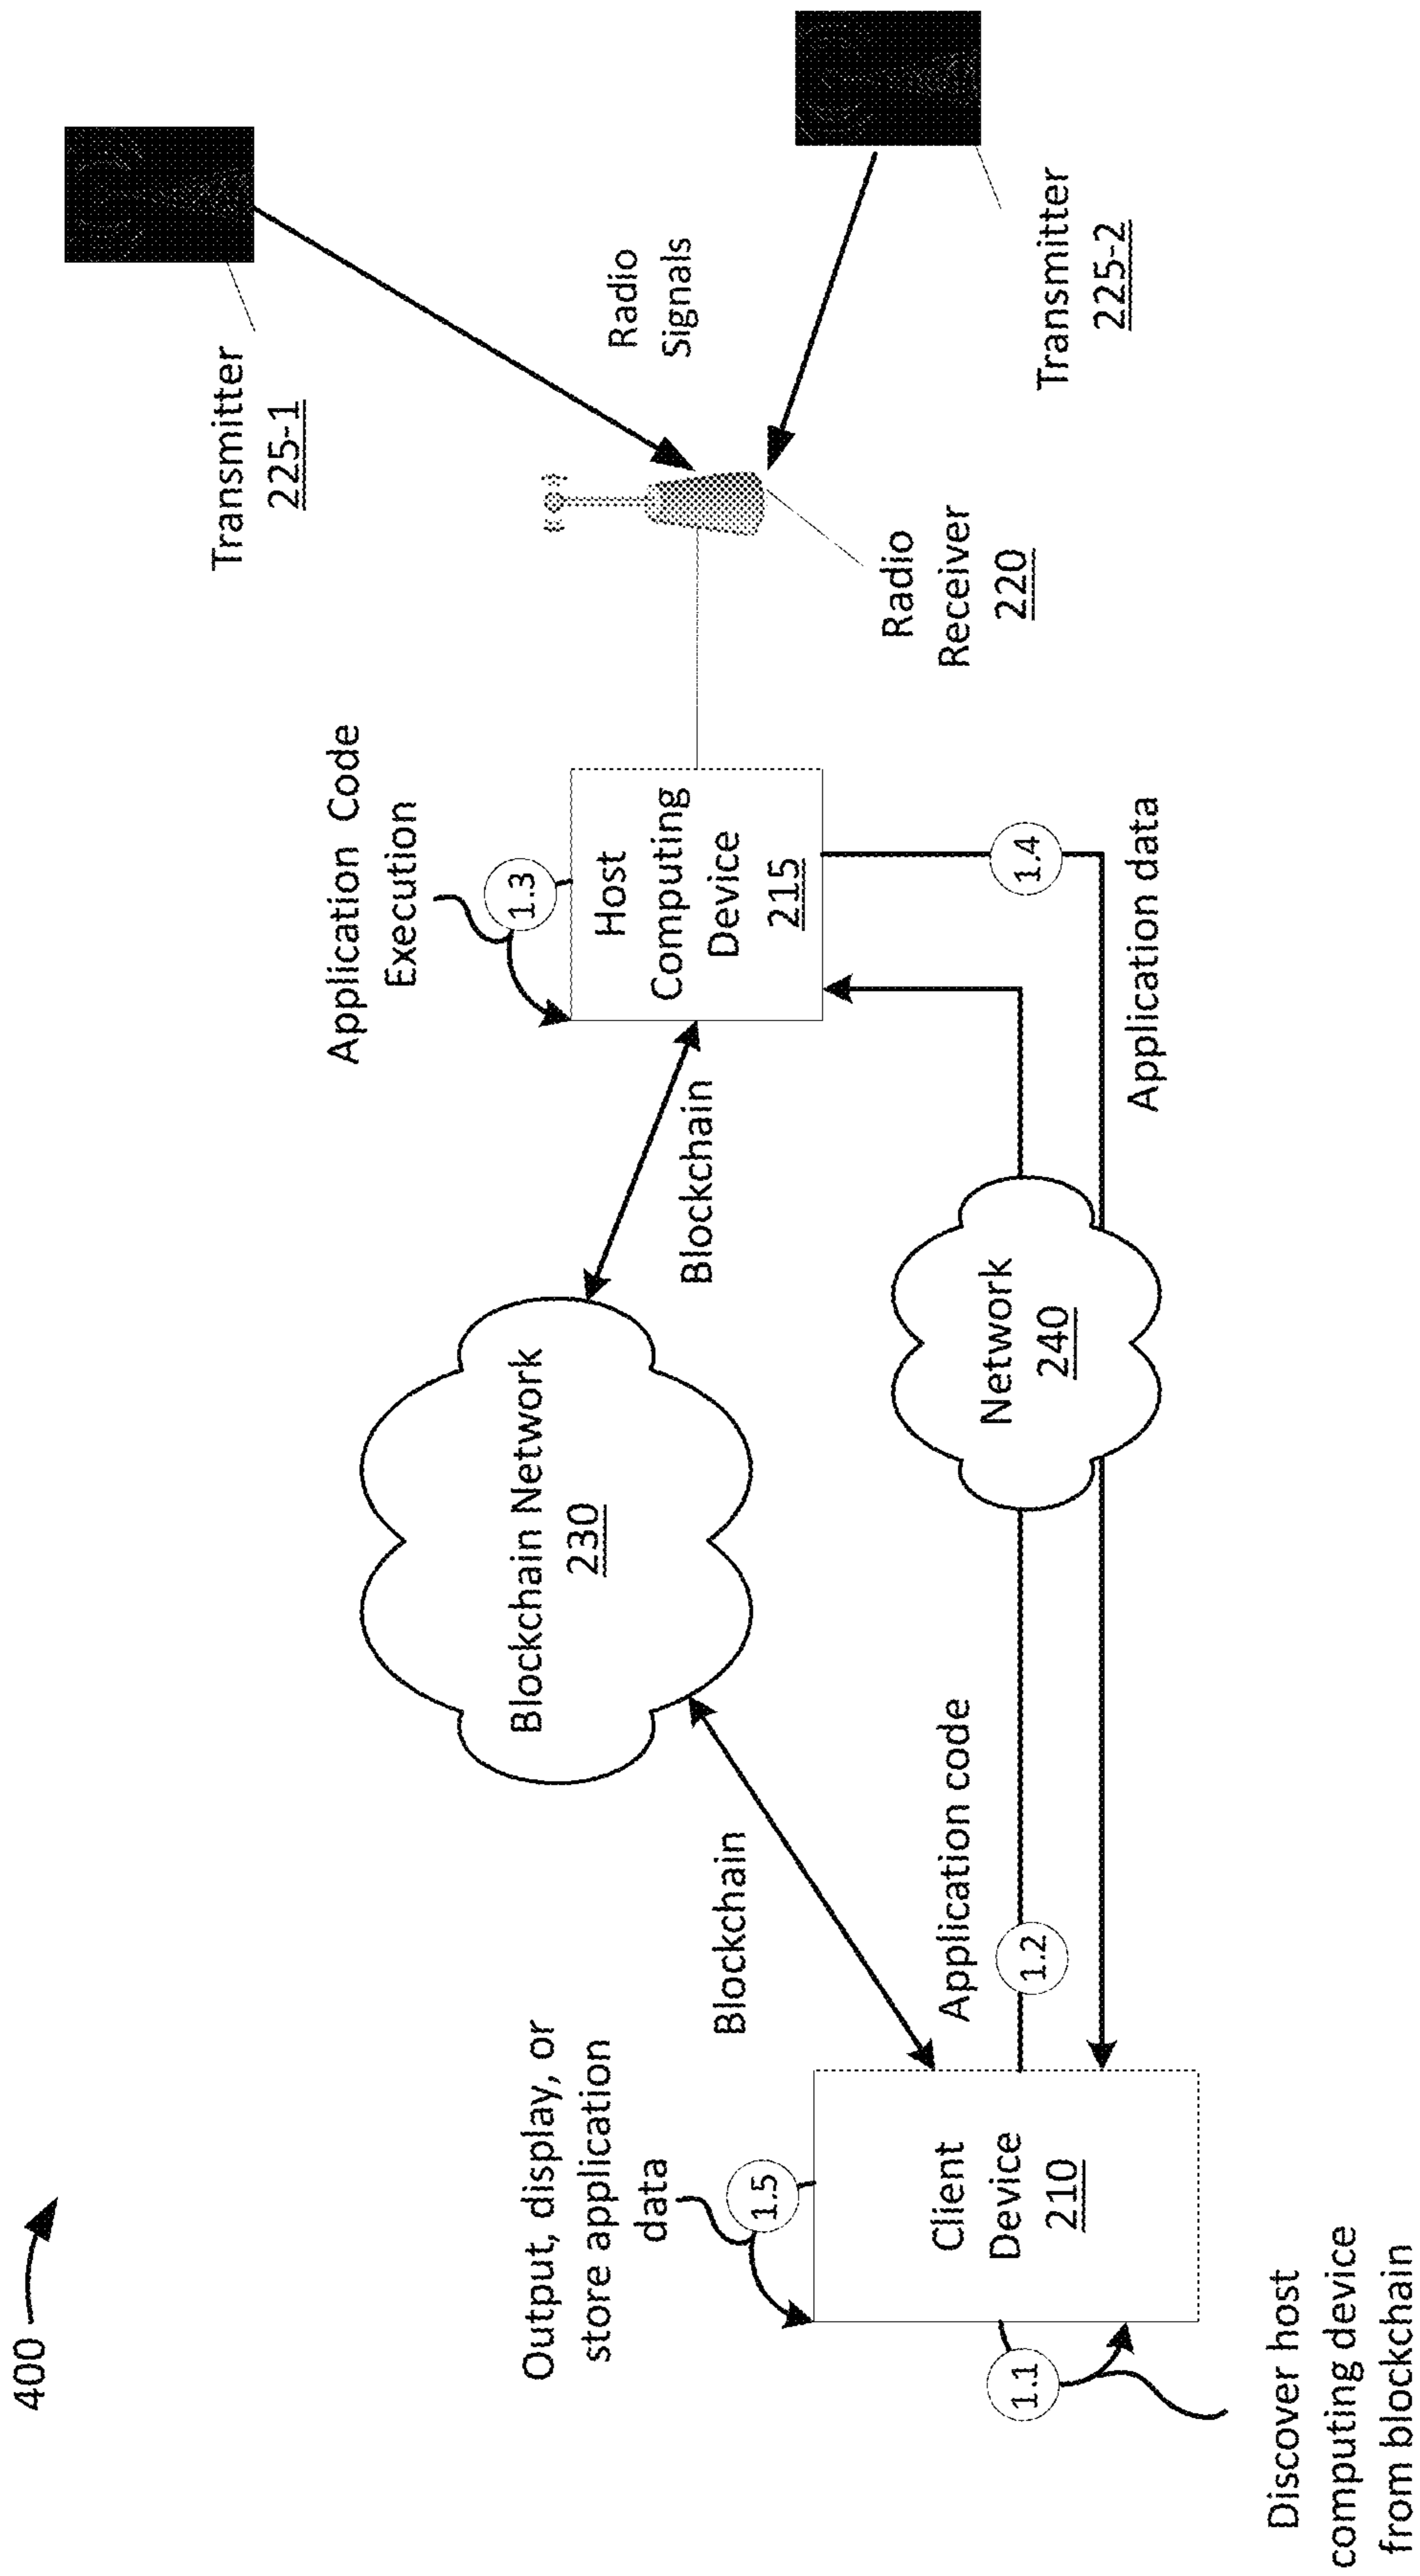 400
Transmitter
225-1
Application Code
Execution
1.3
Radio
Signals
Blockchain Network
230
Host
Computing
Device
215
Output, display, or
store application
data
1.5
Blockchain
Blockchain
Radio
Receiver
220
Transmitter
225-2
Client
Device
210
Application code
1.2
Network
240
1.4
Application data
1.1
Discover host
computing device
from blockchain